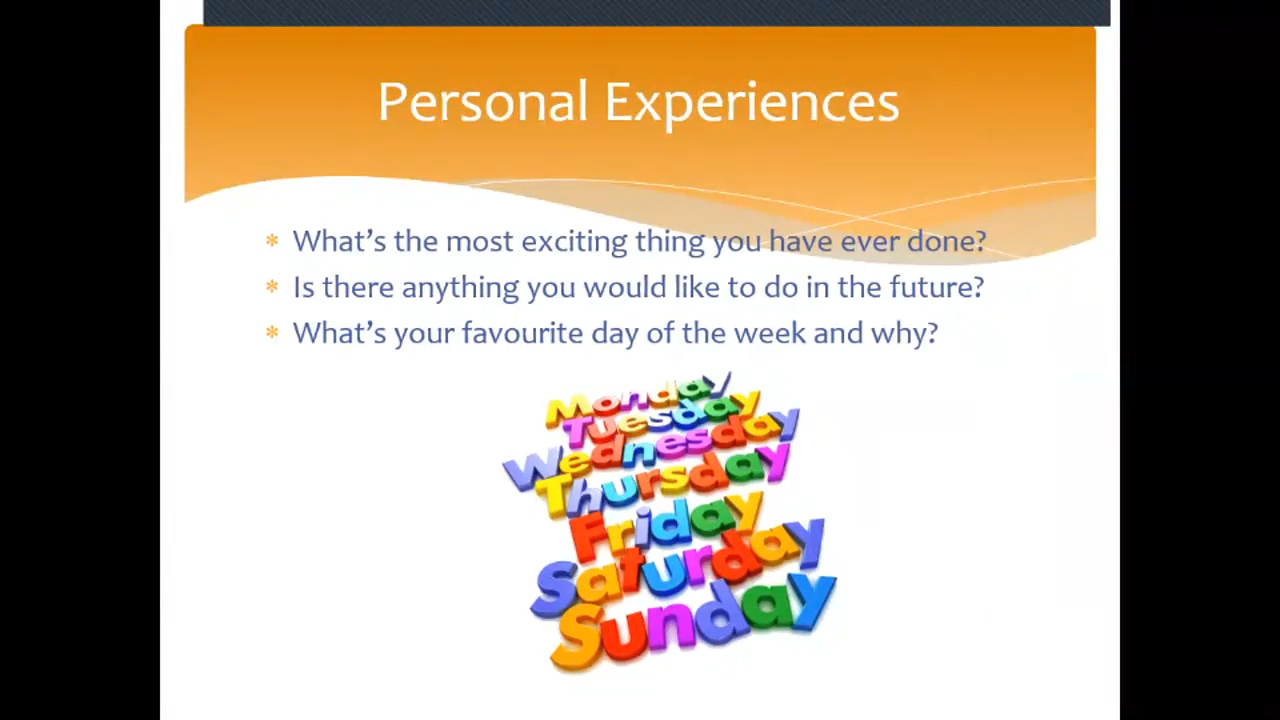 Personal Experiences
* What's the most exciting thing you have ever done?
* Is there anything you would like to do in the future?
* What's your favourite day of the week and why?
Monday
Tuesday
Wednesday
Thursday
Friday
Saturday
Sunday